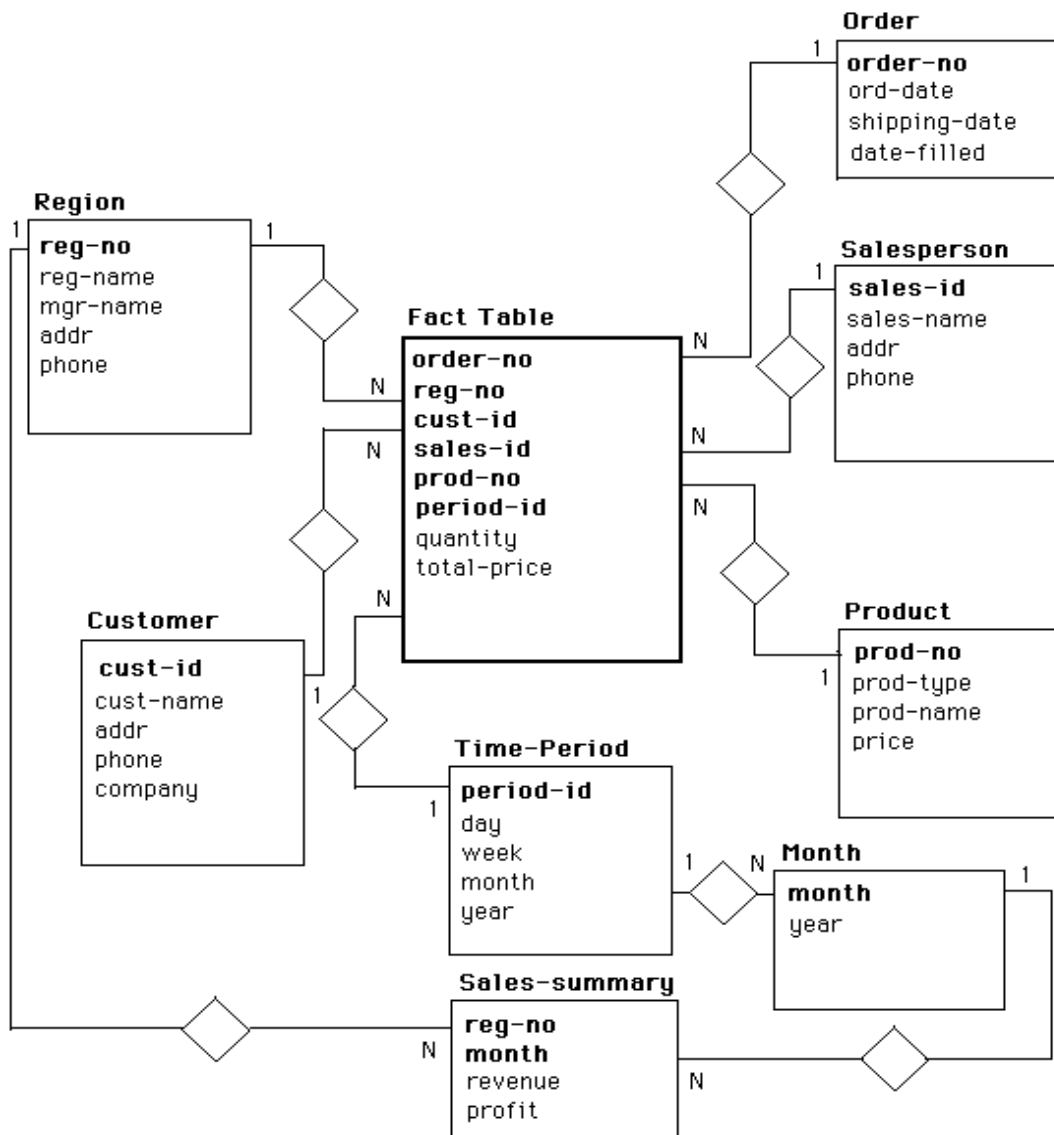 Order
1
order-no
ord-date
shipping-date
date-filled
Region
1
1
reg-no
reg-name
mgr-name
addr
phone
Salesperson
1
sales-id
sales-name
addr
phone
Fact Table
N
N
order-no
reg-no
cust-id
sales-id
prod-no
period-id
quantity
total-price
N
N
N
N
Customer
cust-id
cust-name
addr
phone
company
1
Product
prod-no
prod-type
prod-name
price
1
Time-Period
1
period-id
day
week
month
year
1
N
Month
1
month
year
Sales-summary
reg-no
month
revenue
profit
N
N